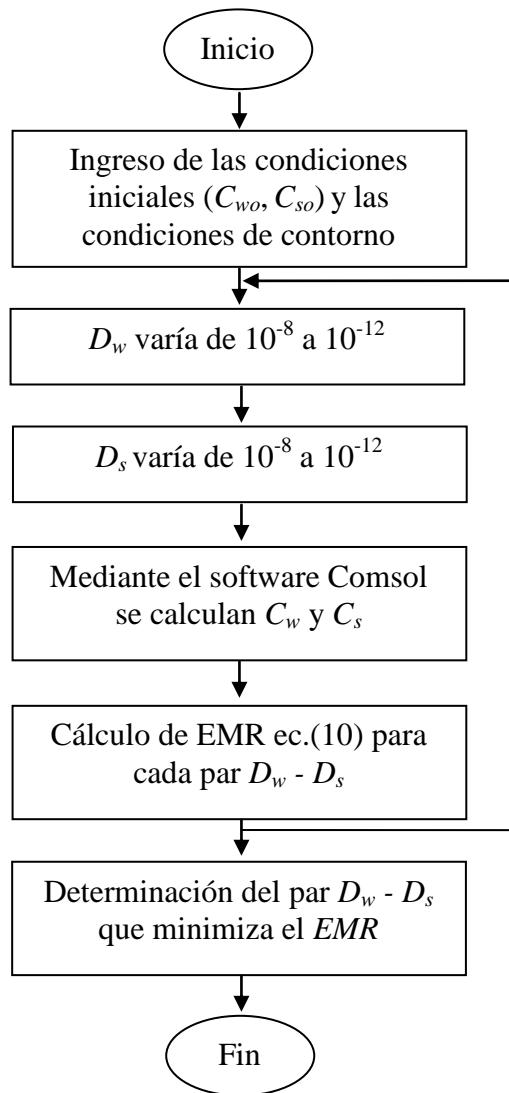 Inicio
Ingreso de las condiciones
iniciales (Cwo, Cso) y las
condiciones de contorno
Dw varía de 10-8 a 10-12
Ds varía de 10-8 a 10-12
Mediante el software Comsol
se calculan Cw y Cs
Cálculo de EMR ec.(10) para
cada par Dw - Ds
Determinación del par Dw - Ds
que minimiza el EMR
Fin